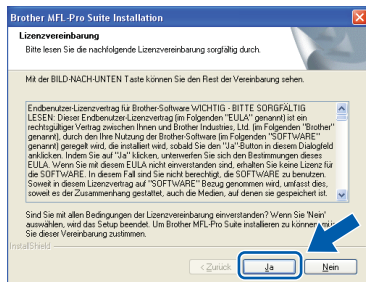 Brother MFL-Pro Suite Installation
Lizenzvereinbarung
Bitte lesen Sie die nachfolgende Lizenzvereinbarung sorgfältig durch.
Mit der BILD-NACH-UNTEN Taste können Sie den Rest der Vereinbarung sehen.
Endbenutzer-Lizenzvertrag für Brother-Software WICHTIG - BITTE SORGFÄLTIG
LESEN: Dieser Endbenutzer-Lizenzvertrag (im Folgenden "EULA" genannt) ist ein
rechtsgültiger Vertrag zwischen Ihnen und Brother Industries, Ltd. (im Folgenden "Brother"
genannt), durch den Ihre Nutzung der Brother-Software (im Folgenden "SOFTWARE"
genannt) geregelt wird, die installiert wird, sobald Sie den "Ja"-Button in diesem Dialogfeld
anklicken. Indem Sie auf "Ja" klicken, unterwerfen Sie sich den Bestimmungen dieses
EULA. Wenn Sie mit diesem EULA nicht einverstanden sind, erhalten Sie keine Lizenz für
die SOFTWARE. In diesem Fall sind Sie nicht berechtigt, die SOFTWARE zu benutzen.
Soweit in diesem Lizenzvertrag auf "SOFTWARE" Bezug genommen wird, umfasst dies,
soweit es der Zusammenhang gestattet, auch die Medien, auf denen sie gespeichert ist.
Sind Sie mit allen Bedingungen der Lizenzvereinbarung einverstanden? Wenn Sie 'Nein'
auswählen, wird das Setup beendet. Um Brother MFL-Pro Suite installieren zu können,
Sie dieser Vereinbarung zustimmen.
InstallShield
< Zurück Ja Nein